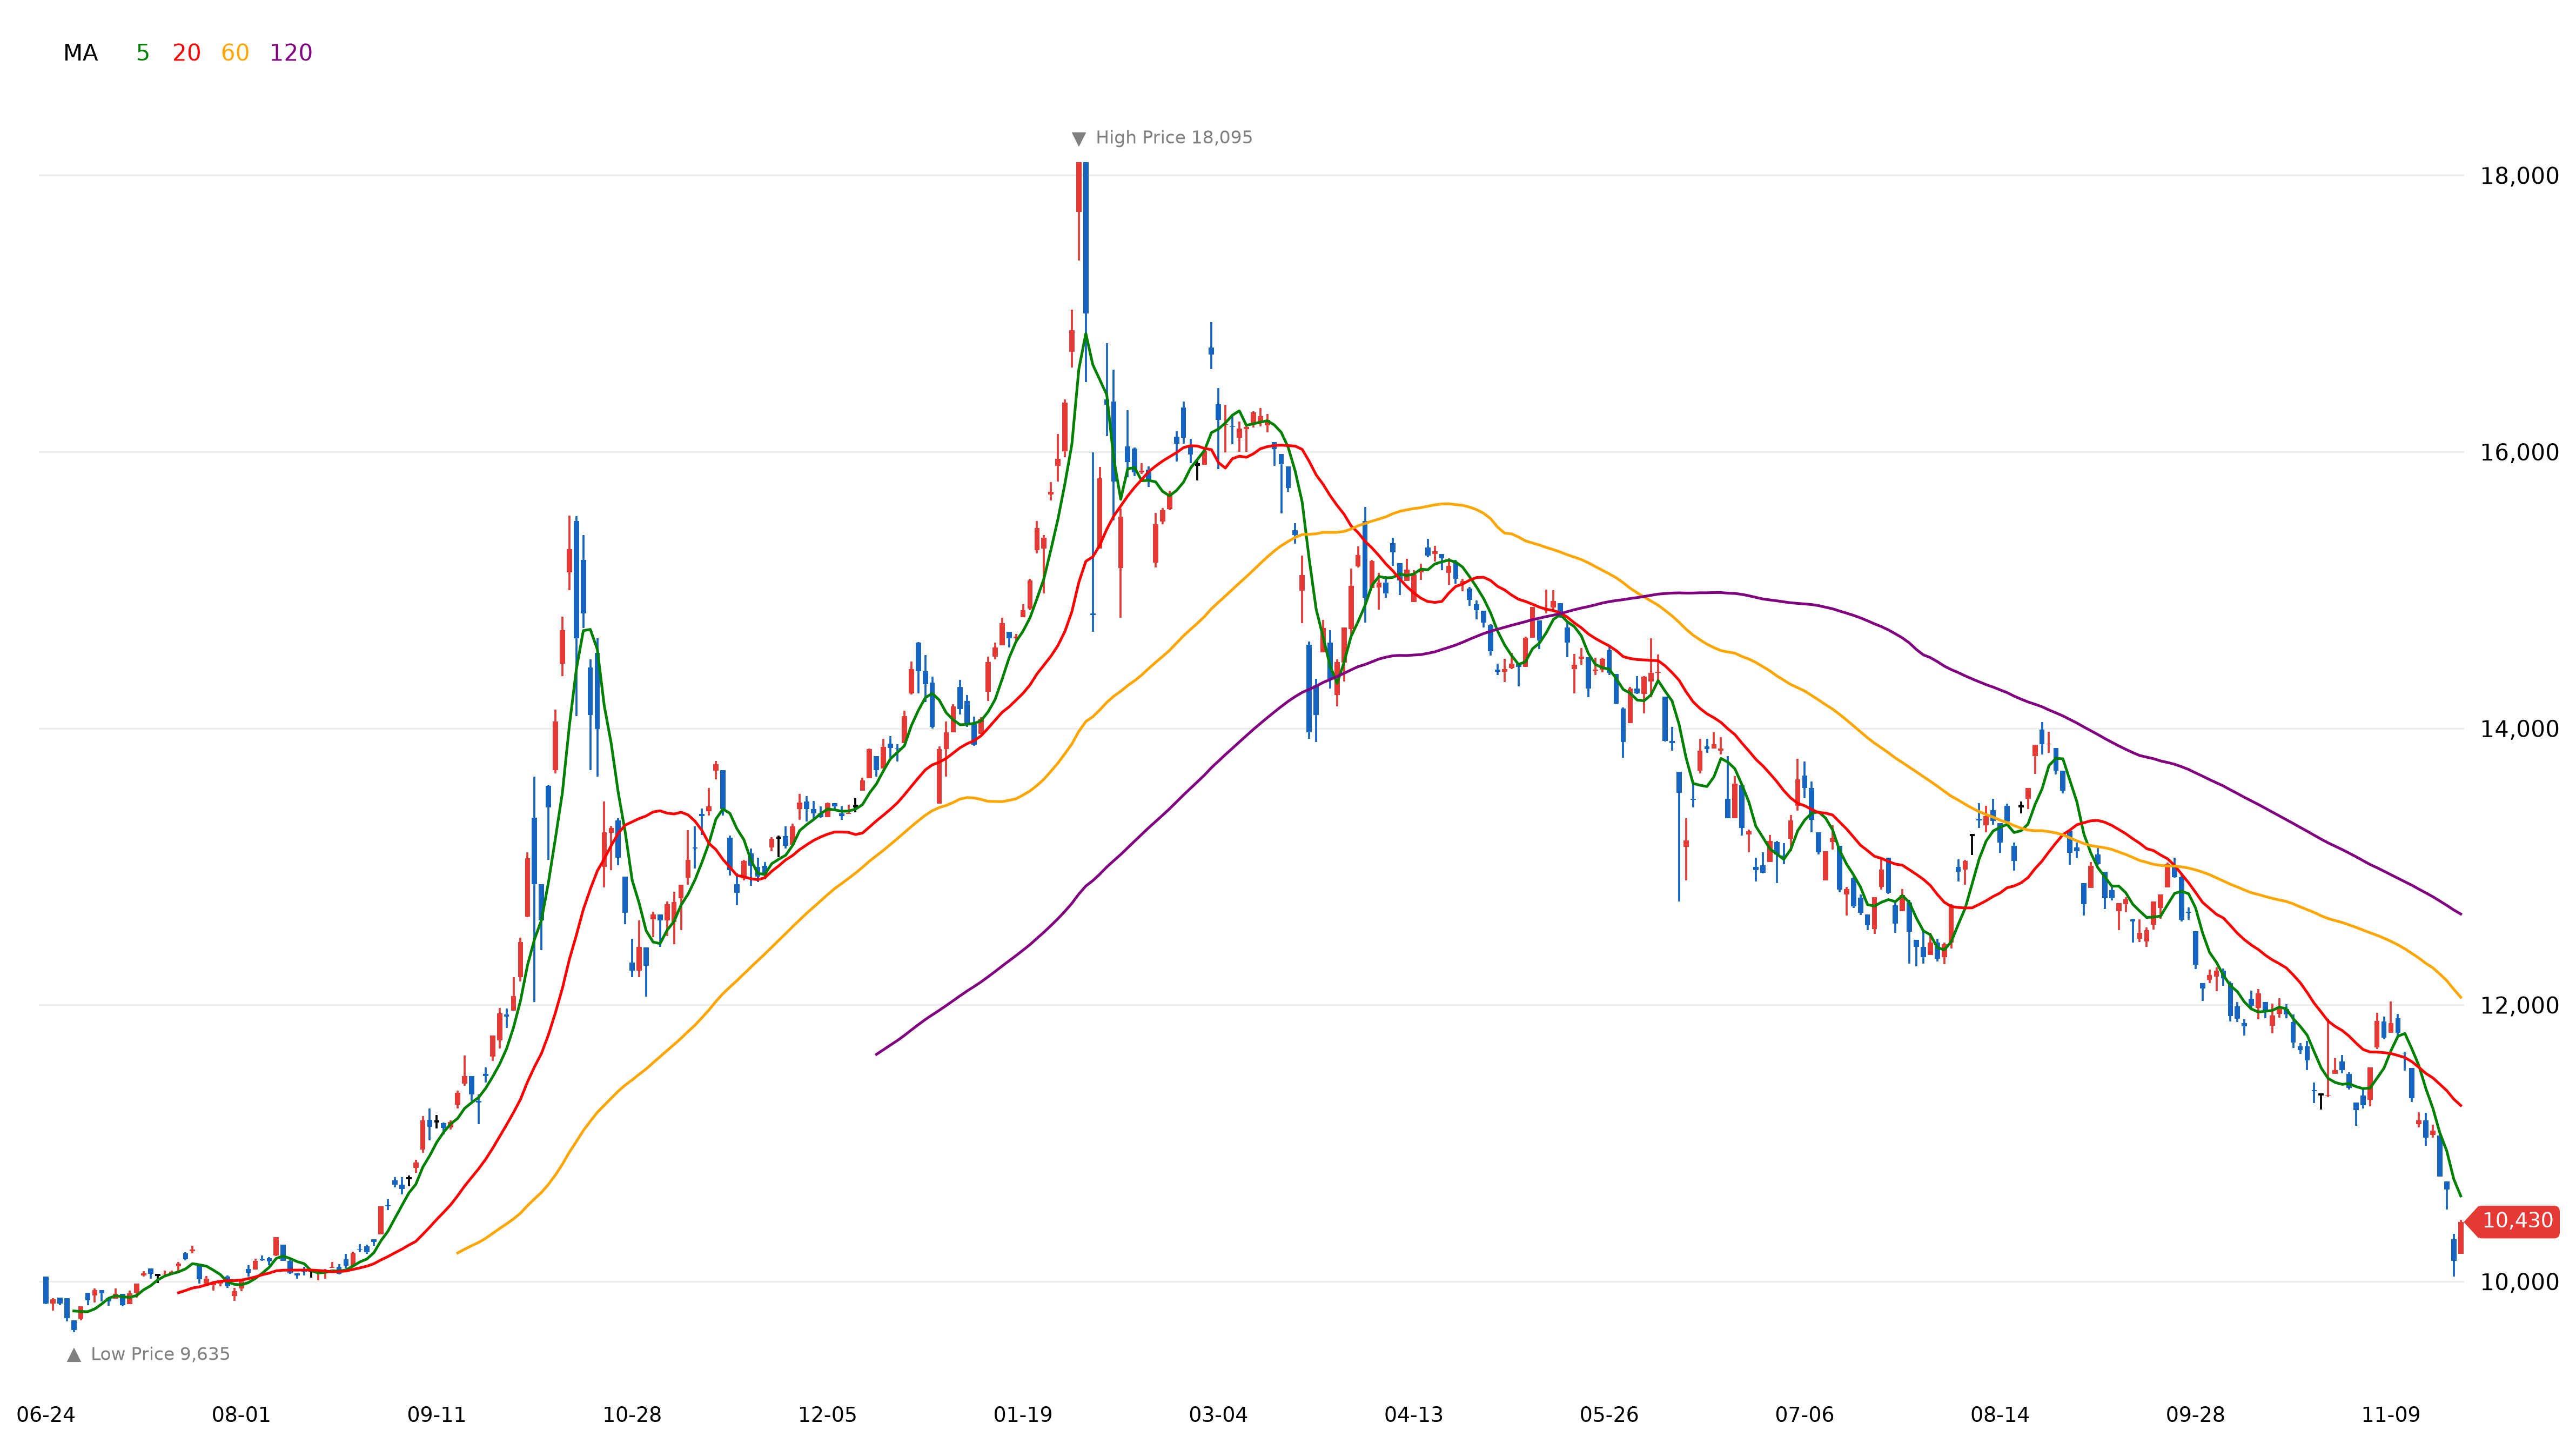 MA 5 20 60 120
▼ High Price 18,095
18,000
16,000
14,000
12,000
10,430
10,000
▲ Low Price 9,635
06-24 08-01 09-11 10-28 12-05 01-19 03-04 04-13 05-26 07-06 08-14 09-28 11-09